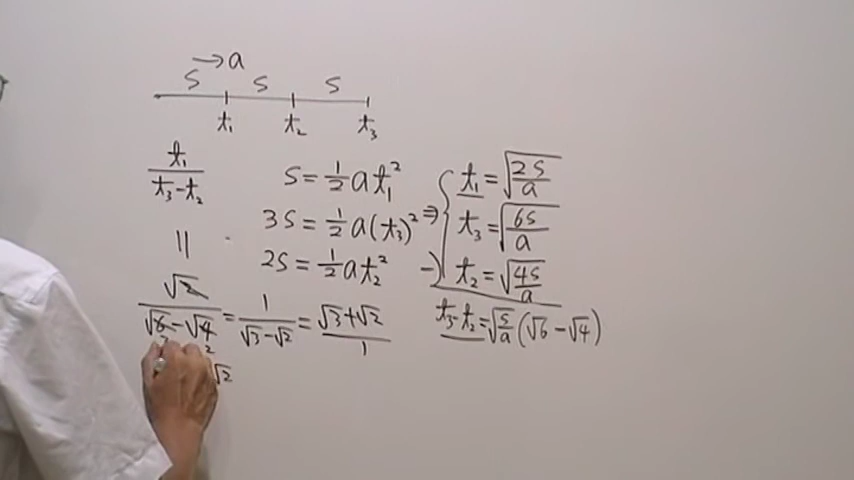 →a
S S S
t₁ t₂ t₃
t₁/(t₃-t₂)
S=½at₁²
3S=½a(t₃)²
2S=½at₂²
⇒
t₁=√(2S/a)
t₃=√(6S/a)
-) t₂=√(4S/a)
t₃-t₂=√(S/a)(√6-√4)
||
√2/(√6-√4)=1/(√3-√2)=(√3+√2)/1
√2